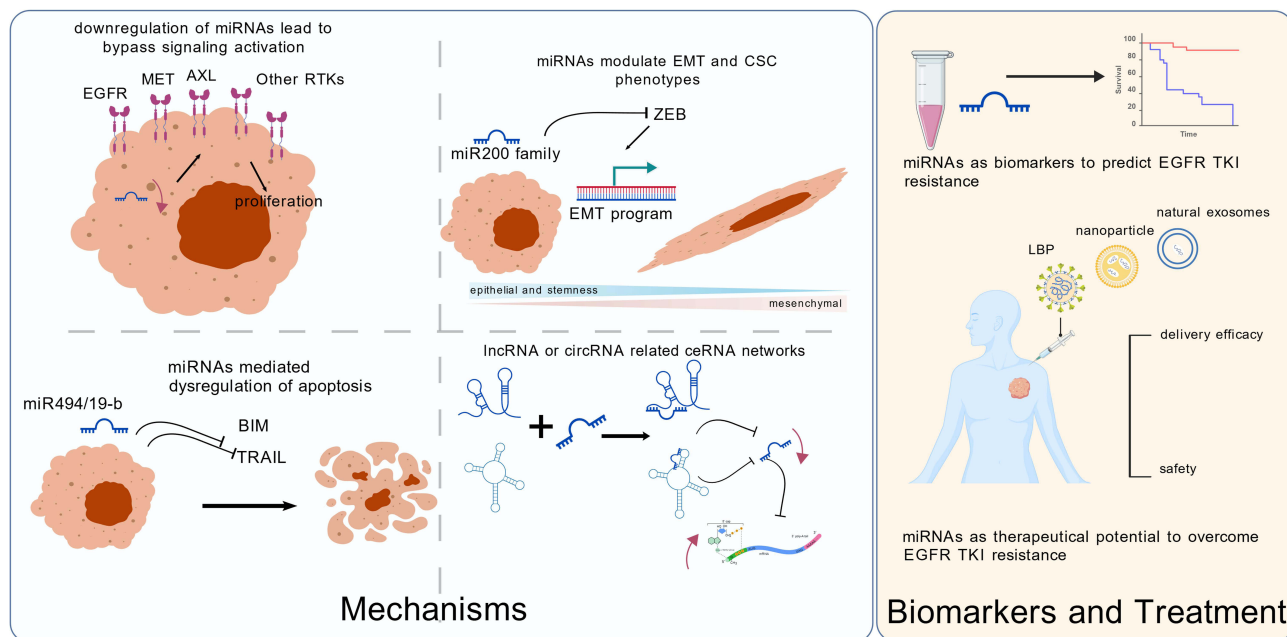 downregulation of miRNAs lead to
bypass signaling activation
EGFR
MET
AXL
Other RTKs
proliferation
miRNAs modulate EMT and CSC
phenotypes
ZEB
miR200 family
EMT program
epithelial and stemness
mesenchymal
miRNAs mediated
dysregulation of apoptosis
miR494/19-b
BIM
TRAIL
lncRNA or circRNA related ceRNA networks
Mechanisms
100
80
60
40
20
0
Survival
Time
miRNAs as biomarkers to predict EGFR TKI
resistance
natural exosomes
nanoparticle
LBP
delivery efficacy
safety
miRNAs as therapeutical potential to overcome
EGFR TKI resistance
Biomarkers and Treatment